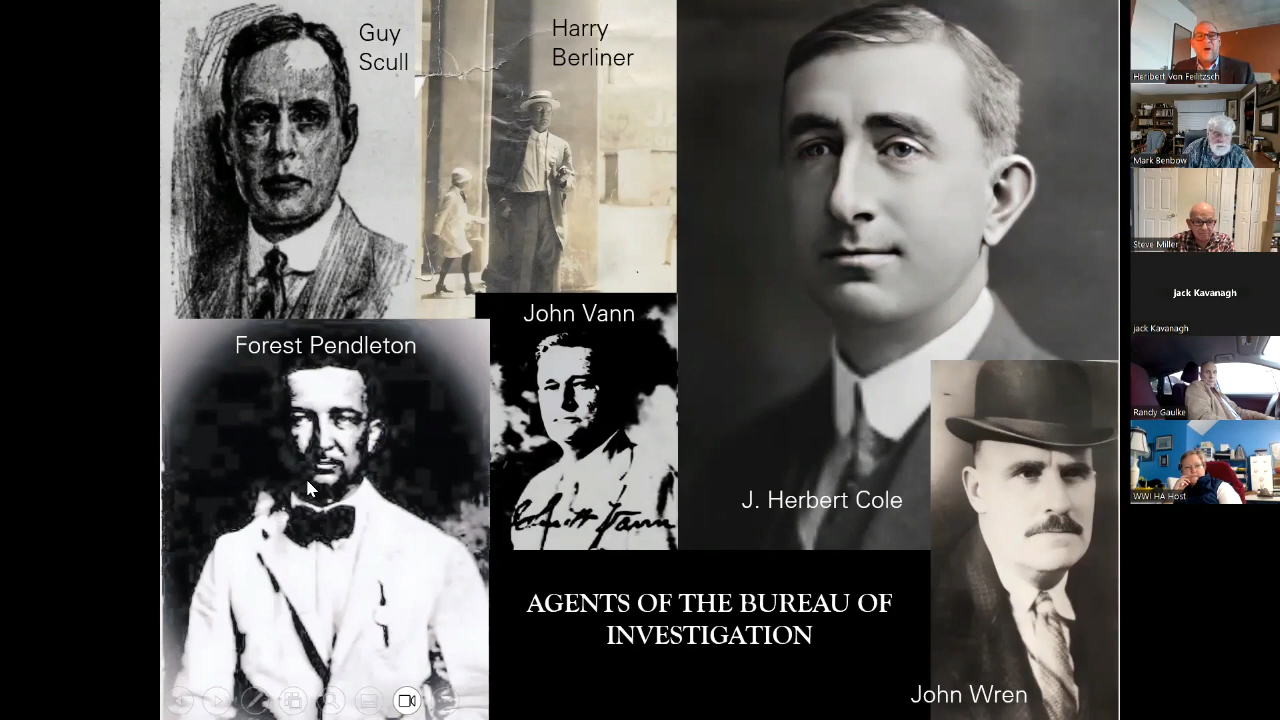 Guy
Scull
Harry
Berliner
John Vann
Forest Pendleton
J. Herbert Cole
AGENTS OF THE BUREAU OF
INVESTIGATION
John Wren
Heribert von Feilitzsch
Mark Benbow
Steve Miller
Jack Kavanagh
jack Kavanagh
Randy Gaulke
WWI HA Host